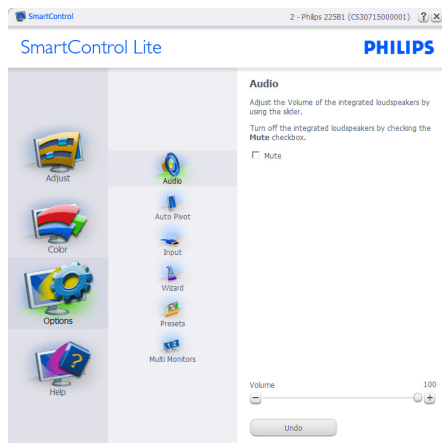 SmartControl
2 - Philips 225B1 (CS30715000001)
SmartControl Lite
PHILIPS
Adjust
Color
Options
Help
Audio
Auto Pivot
Input
Wizard
Presets
Multi Monitors
Audio
Adjust the Volume of the integrated loudspeakers by
using the slider.
Turn off the integrated loudspeakers by checking the
Mute checkbox.
Mute
Volume 100
Undo